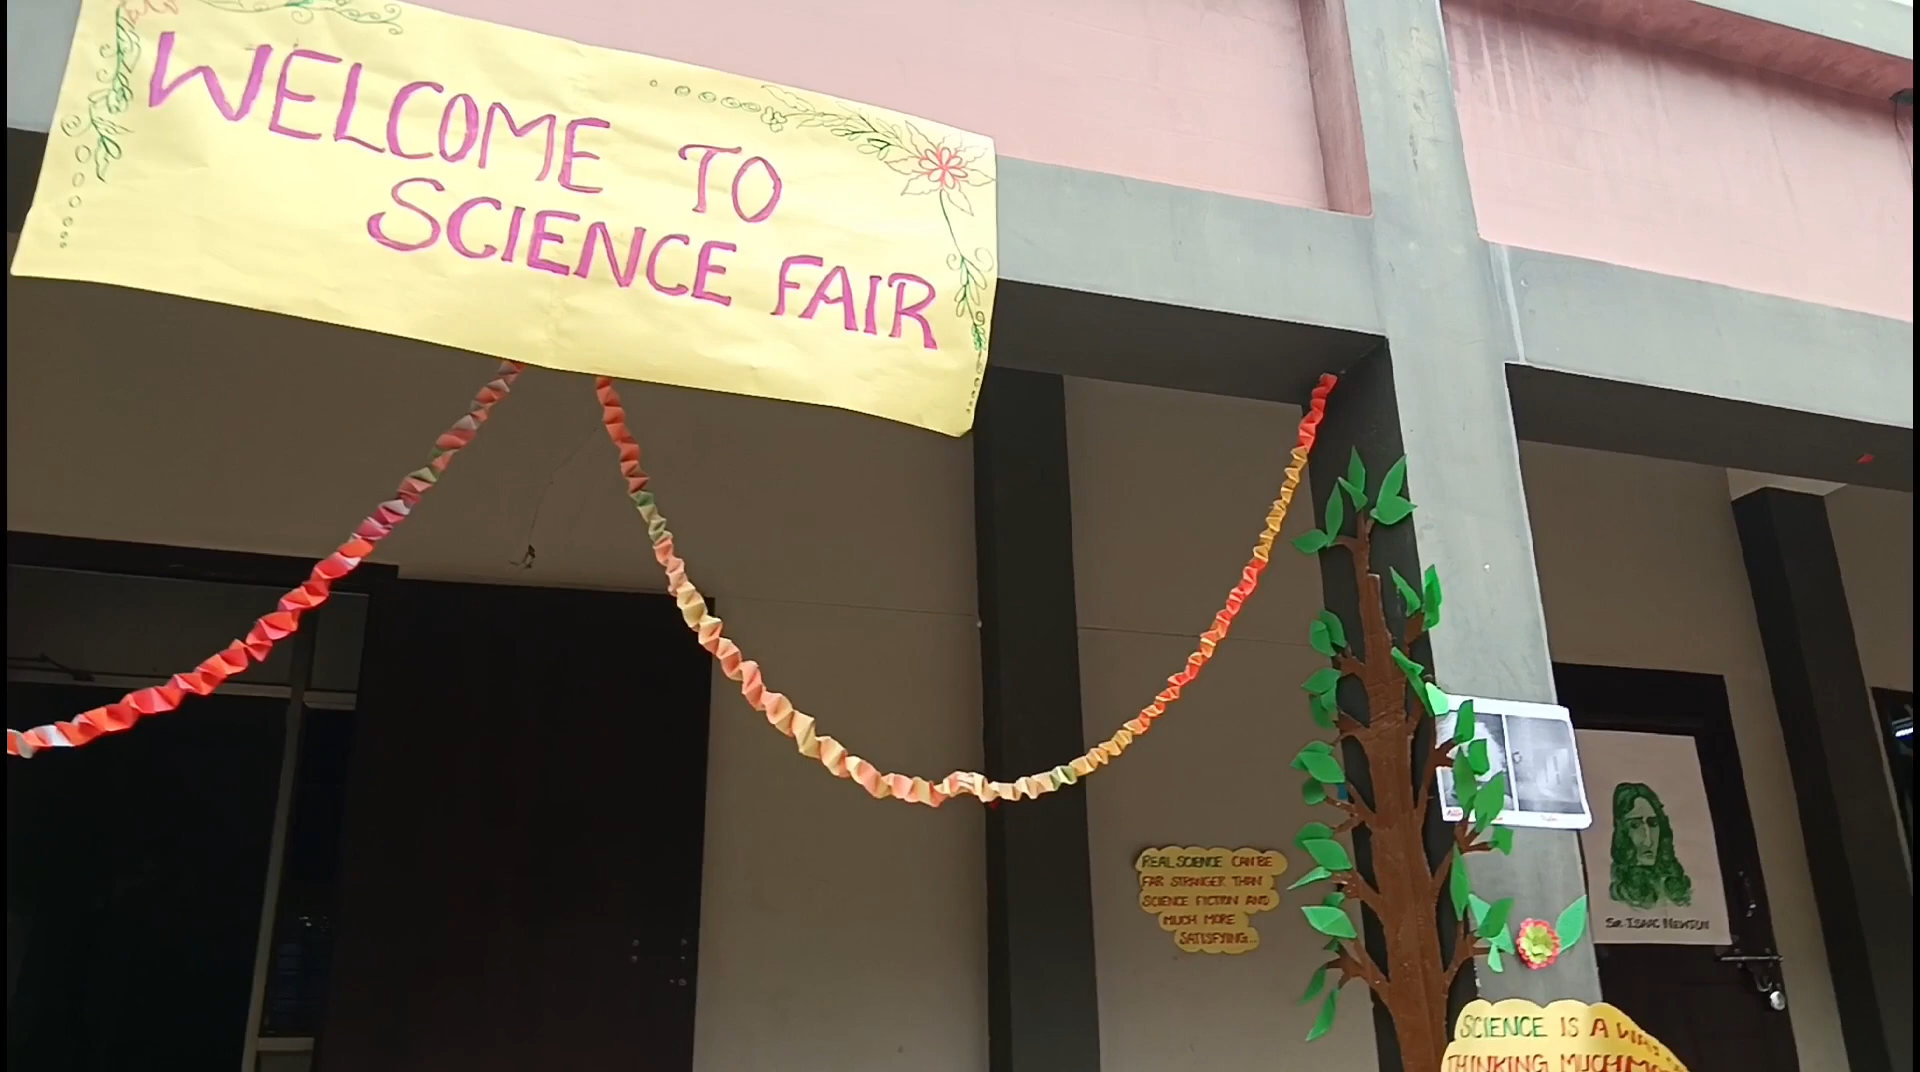 WELCOME TO
SCIENCE FAIR
REAL SCIENCE CAN BE
FAR STRANGER THAN
SCIENCE FICTION AND
MUCH MORE
SATISFYING...
SIR ISAAC NEWTON
SCIENCE IS A
THINKING MUCH